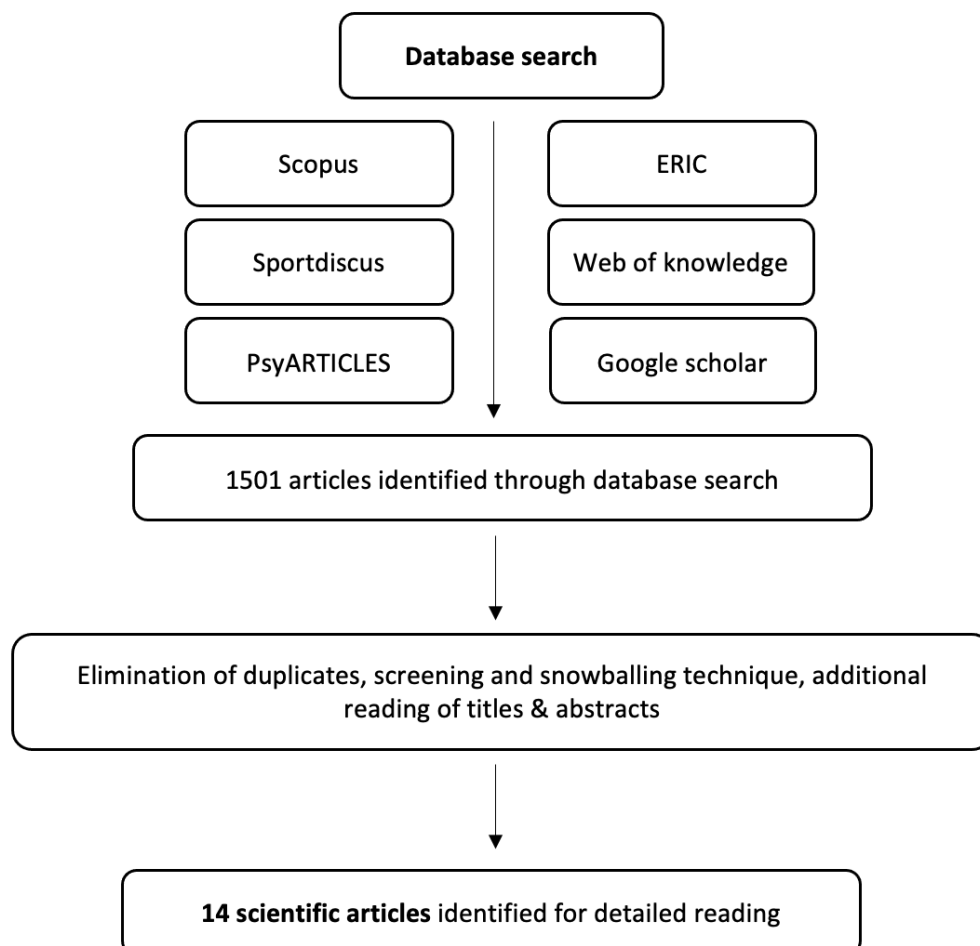 Database search
Scopus
ERIC
Sportdiscus
Web of knowledge
PsyARTICLES
Google scholar
1501 articles identified through database search
Elimination of duplicates, screening and snowballing technique, additional
reading of titles & abstracts
14 scientific articles identified for detailed reading